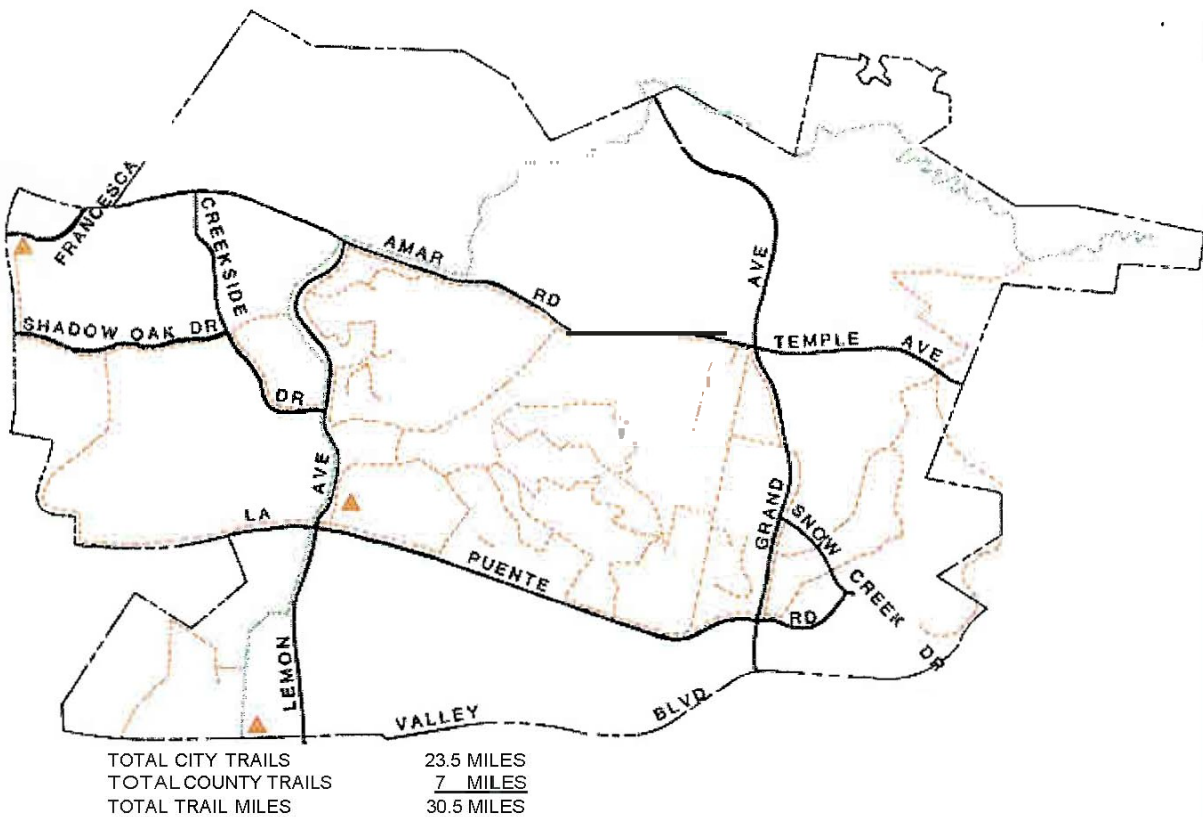 FRANCESCA
CREEKSIDE
DR
AMAR
RD
AVE
SHADOW OAK DR
TEMPLE AVE
AVE
LA
PUENTE
RD
GRAND
SNOW
CREEK
DR
LEMON
VALLEY
BLVD
TOTAL CITY TRAILS 23.5 MILES
TOTAL COUNTY TRAILS 7 MILES
TOTAL TRAIL MILES 30.5 MILES